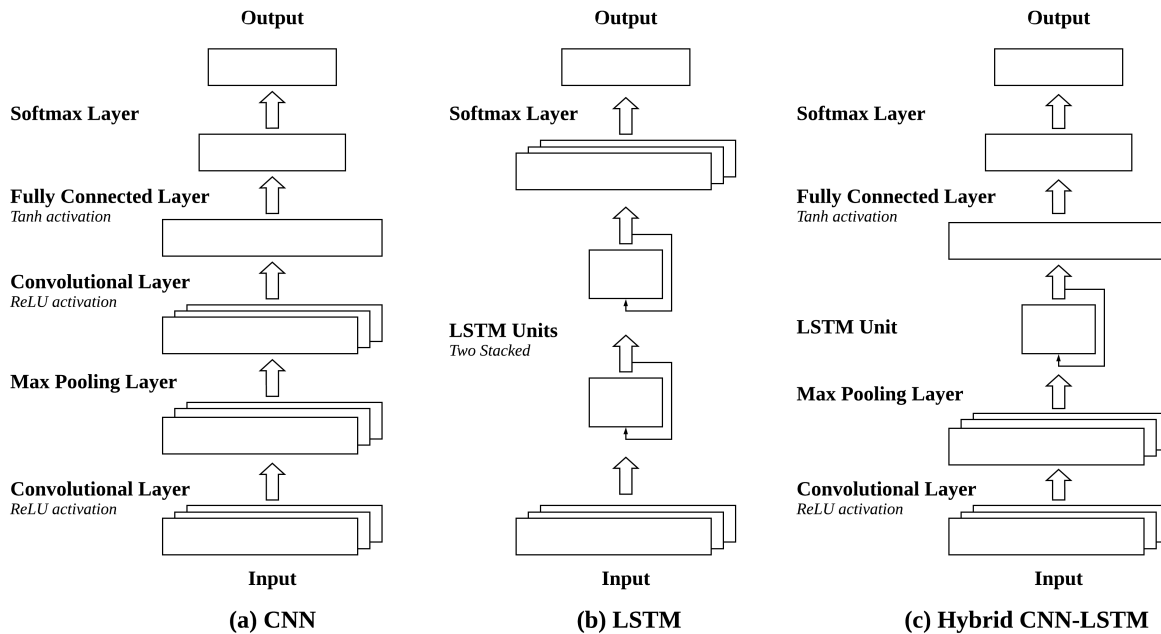 Output
Softmax Layer
Fully Connected Layer
Tanh activation
Convolutional Layer
ReLU activation
Max Pooling Layer
Convolutional Layer
ReLU activation
Input
(a) CNN
Output
Softmax Layer
LSTM Units
Two Stacked
Input
(b) LSTM
Output
Softmax Layer
Fully Connected Layer
Tanh activation
LSTM Unit
Max Pooling Layer
Convolutional Layer
ReLU activation
Input
(c) Hybrid CNN-LSTM